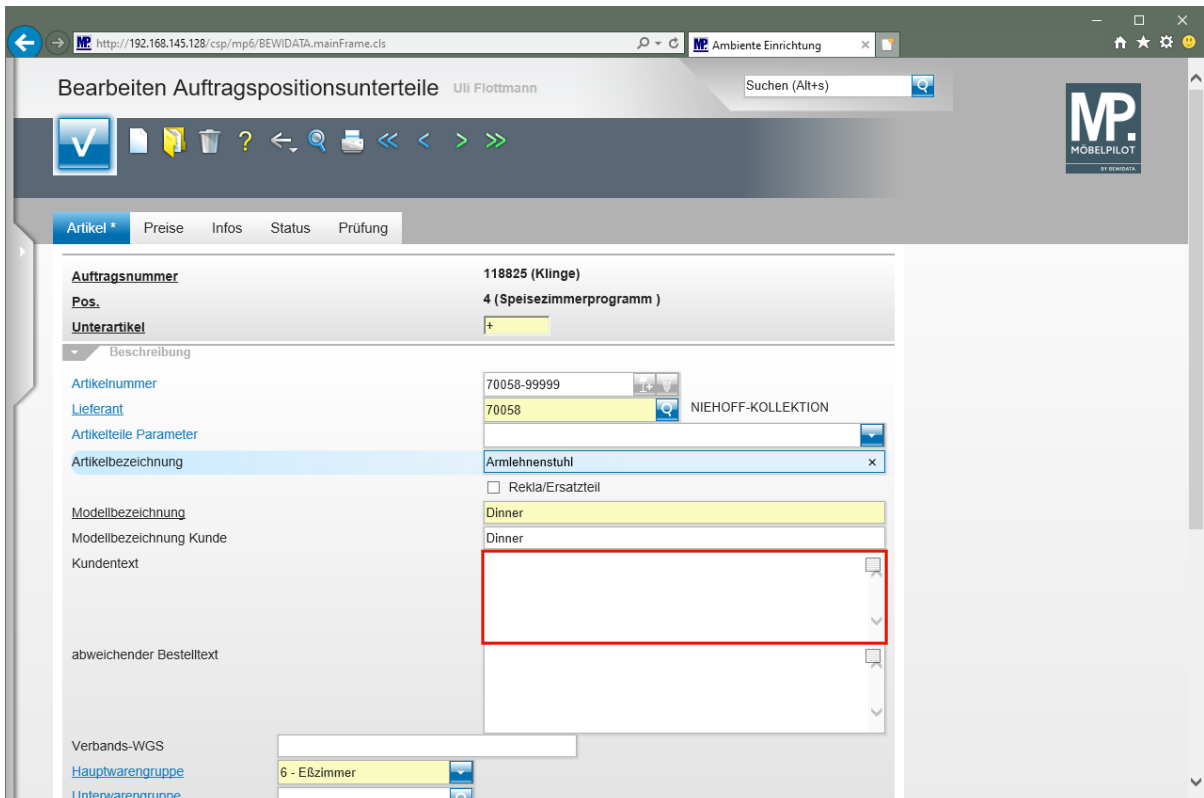 http://192.168.145.128/csp/mp6/BEWIDATA.mainFrame.cls
MP. Ambiente Einrichtung
Bearbeiten Auftragspositionsunterteile Uli Flottmann
Suchen (Alt+s)
MP.
MÖBELPILOT
BY BEWIDATA
Artikel * Preise Infos Status Prüfung
Auftragsnummer 118825 (Klinge)
Pos. 4 (Speisezimmerprogramm )
Unterartikel +
Beschreibung
Artikelnummer 70058-99999
Lieferant 70058 NIEHOFF-KOLLEKTION
Artikelteile Parameter
Artikelbezeichnung Armlehnenstuhl
Rekla/Ersatzteil
Modellbezeichnung Dinner
Modellbezeichnung Kunde Dinner
Kundentext
abweichender Bestelltext
Verbands-WGS
Hauptwarengruppe 6 - Eßzimmer
Unterwarengruppe